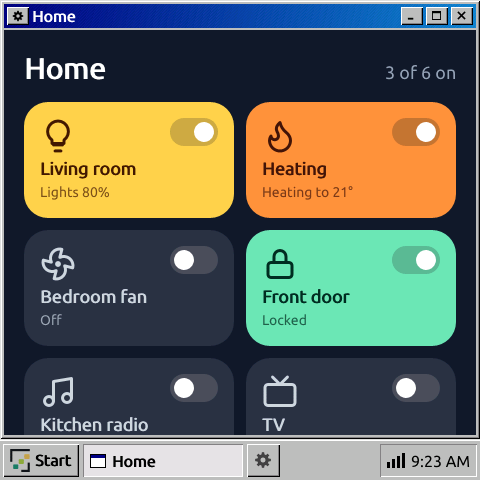 Home
Home
3 of 6 on
Living room
Lights 80%
Heating
Heating to 21°
Bedroom fan
Off
Front door
Locked
Kitchen radio
TV
Start
Home
9:23 AM